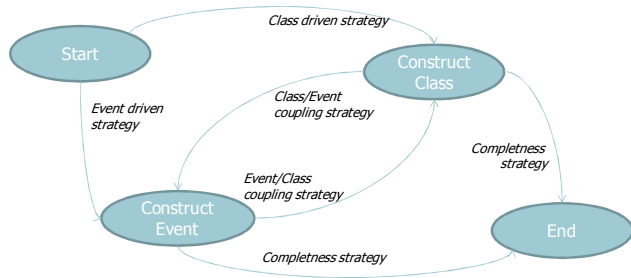 Class driven strategy
Start
Construct
Class
Event driven
strategy
Class/Event
coupling strategy
Completness
strategy
Event/Class
coupling strategy
Construct
Event
End
Completness strategy